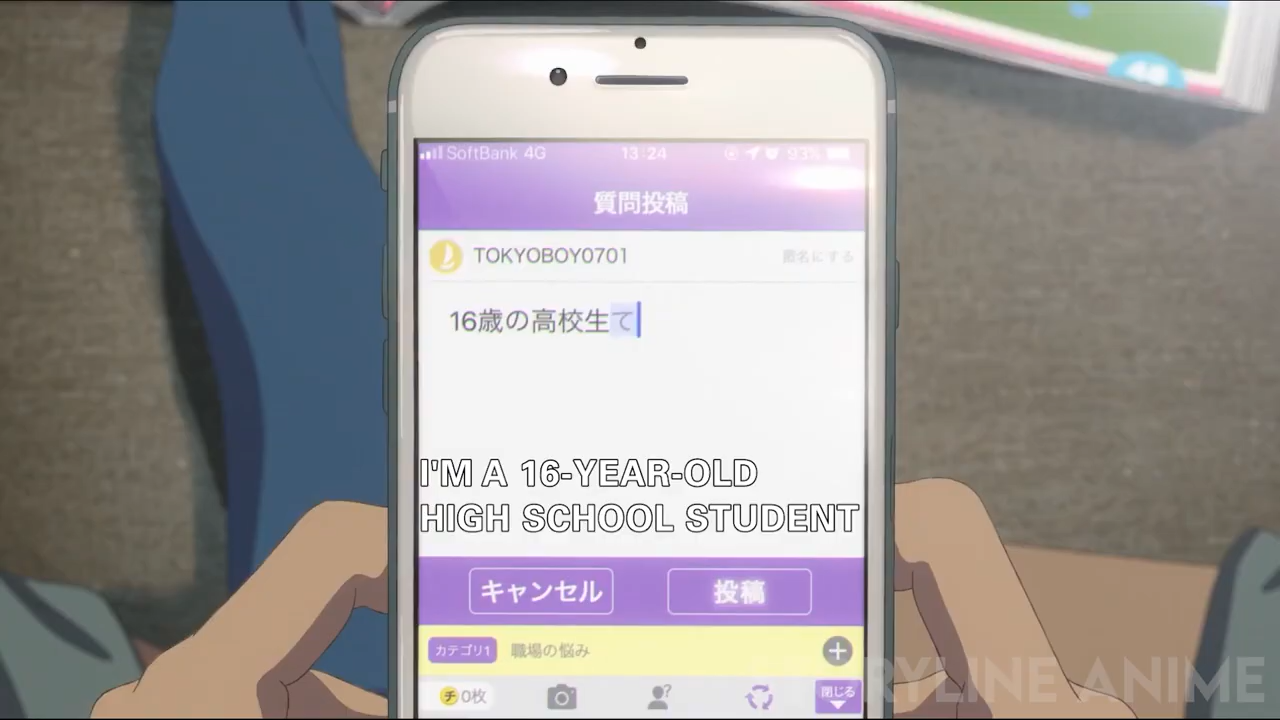 48
SoftBank 4G 13:24 93%
質問投稿
TOKYOBOY0701 匿名にする
16歳の高校生て
I'M A 16-YEAR-OLD
HIGH SCHOOL STUDENT
キャンセル 投稿
カテゴリ1 職場の悩み
チ 0枚 閉じる
RYLINE ANIME